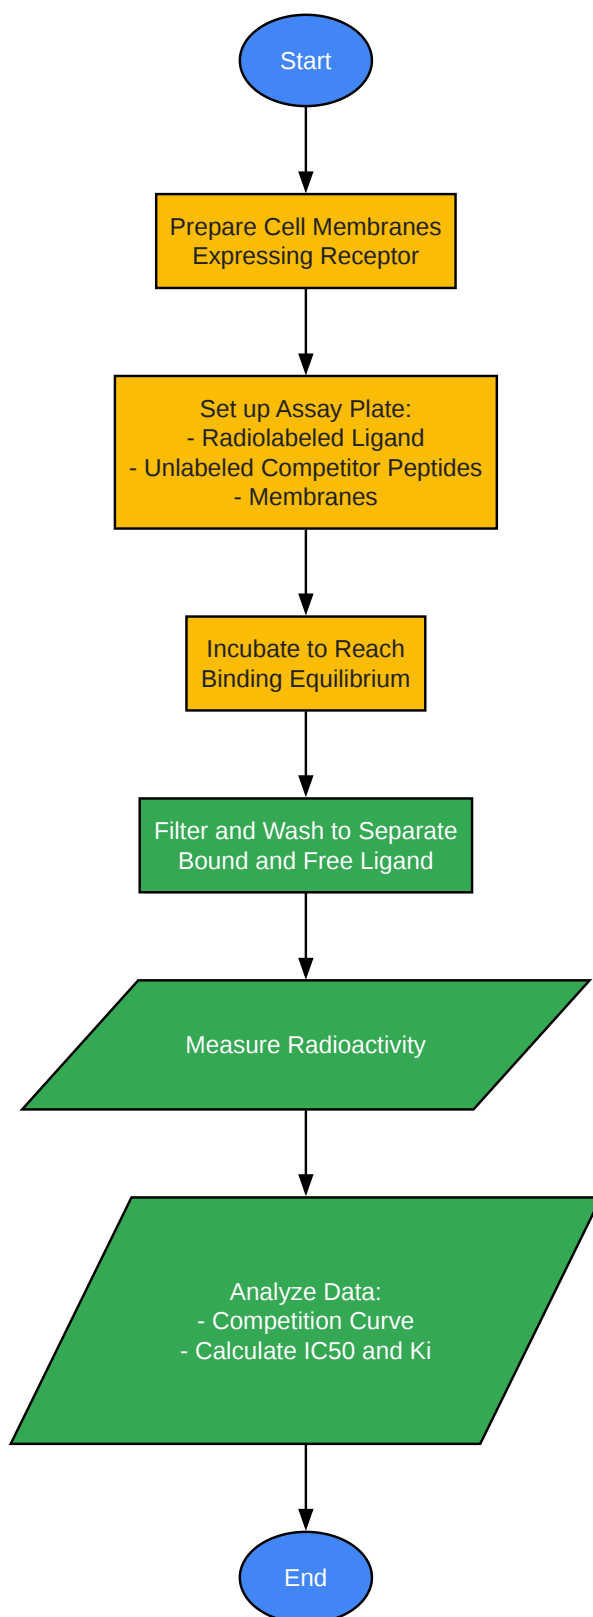 Start
Prepare Cell Membranes
Expressing Receptor
Set up Assay Plate:
- Radiolabeled Ligand
- Unlabeled Competitor Peptides
- Membranes
Incubate to Reach
Binding Equilibrium
Filter and Wash to Separate
Bound and Free Ligand
Measure Radioactivity
Analyze Data:
- Competition Curve
- Calculate IC50 and Ki
End